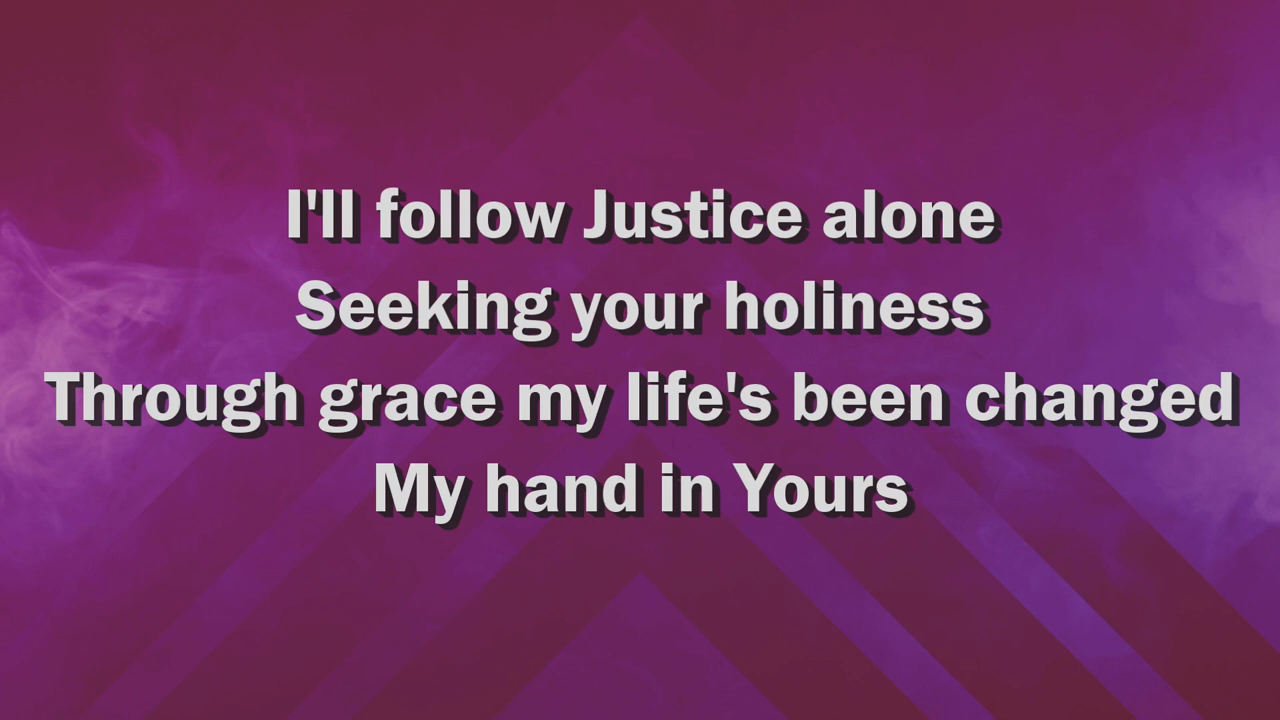 I'll follow Justice alone
Seeking your holiness
Through grace my life's been changed
My hand in Yours